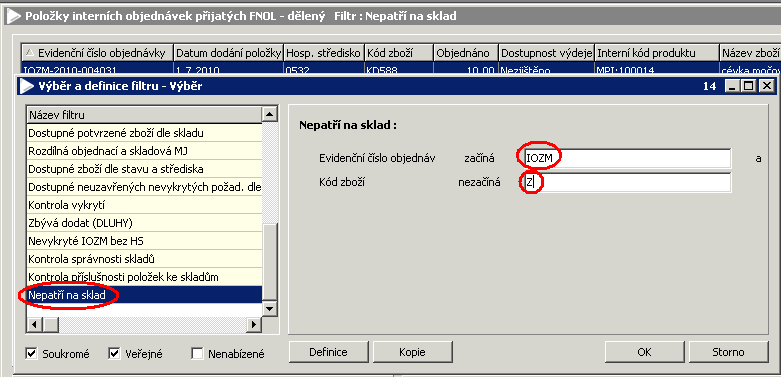 Položky interních objednávek přijatých FNOL - dělený Filtr : Nepatří na sklad
Evidenční číslo objednávky Datum dodání položky Hosp. středisko Kód zboží Objednáno Dostupnost výdeje Interní kód produktu Název zboží
IOZM-2010-004031 1.7.2010 0532 KD588 10,00 Nezjištěno MPI:100014 cévka močov
Výběr a definice filtru - Výběr 14
Název filtru
Dostupné potvrzené zboží dle skladu
Rozdílná objednací a skladová MJ
Dostupné zboží dle stavu a střediska
Dostupné neuzavřených nevykrytých požad. dle
Kontrola vykrytí
Zbývá dodat (DLUHY)
Nevykryté IOZM bez HS
Kontrola správnosti skladů
Kontrola příslušnosti položek ke skladům
Nepatří na sklad
Nepatří na sklad :
Evidenční číslo objednáv začíná IOZM a
Kód zboží nezačíná Z
Soukromé Veřejné Nenabízené
Definice Kopie OK Storno